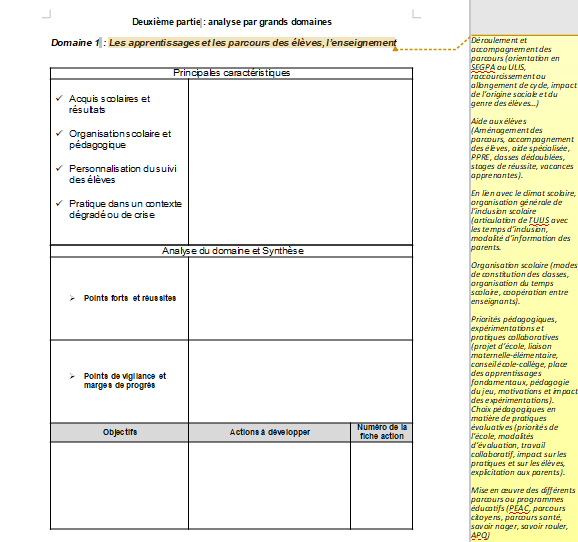 Deuxième partie : analyse par grands domaines
Domaine 1 : Les apprentissages et les parcours des élèves, l'enseignement
Principales caractéristiques
✓ Acquis scolaires et
résultats
✓ Organisation scolaire et
pédagogique
✓ Personnalisation du suivi
des élèves
✓ Pratique dans un contexte
dégradé ou de crise
Analyse du domaine et Synthèse
➢ Points forts et réussites
➢ Points de vigilance et
marges de progrès
Objectifs
Actions à développer
Numéro de la
fiche action
Déroulement et
accompagnement des
parcours (orientation en
SEGPA ou ULIS,
raccourcissement ou
allongement de cycle, impact
de l'origine sociale et du
genre des élèves...)
Aide aux élèves
(Aménagement des
parcours, accompagnement
des élèves, aide spécialisée,
PPRE, classes dédoublées,
stages de réussite, vacances
apprenantes).
En lien avec le climat scolaire,
organisation générale de
l'inclusion scolaire
(articulation de l'UUS avec
les temps d'inclusion,
modalité d'information des
parents.
Organisation scolaire (modes
de constitution des classes,
organisation du temps
scolaire, coopération entre
enseignants).
Priorités pédagogiques,
expérimentations et
pratiques collaboratives
(projet d'école, liaison
maternelle-élémentaire,
conseil école-collège, place
des apprentissages
fondamentaux, pédagogie
du jeu, motivations et impact
des expérimentations).
Choix pédagogiques en
matière de pratiques
évaluatives (priorités de
l'école, modalités
d'évaluation, travail
collaboratif, impact sur les
pratiques et sur les élèves,
explicitation aux parents).
Mise en œuvre des différents
parcours ou programmes
éducatifs (PEAC, parcours
citoyens, parcours santé,
savoir nager, savoir rouler,
APQ)